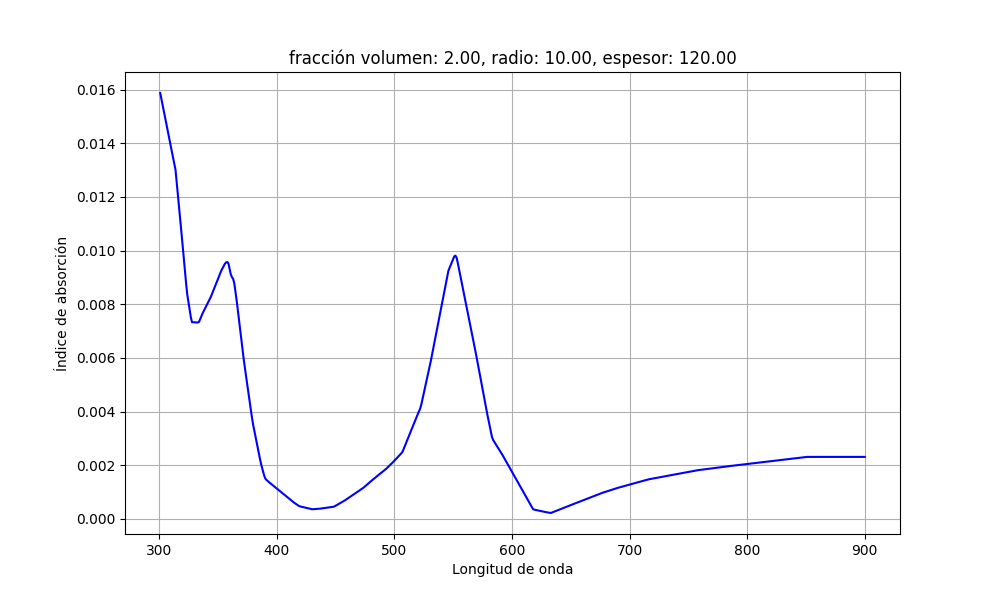 fracción volumen: 2.00, radio: 10.00, espesor: 120.00
Índice de absorción
0.016
0.014
0.012
0.010
0.008
0.006
0.004
0.002
0.000
300 400 500 600 700 800 900
Longitud de onda